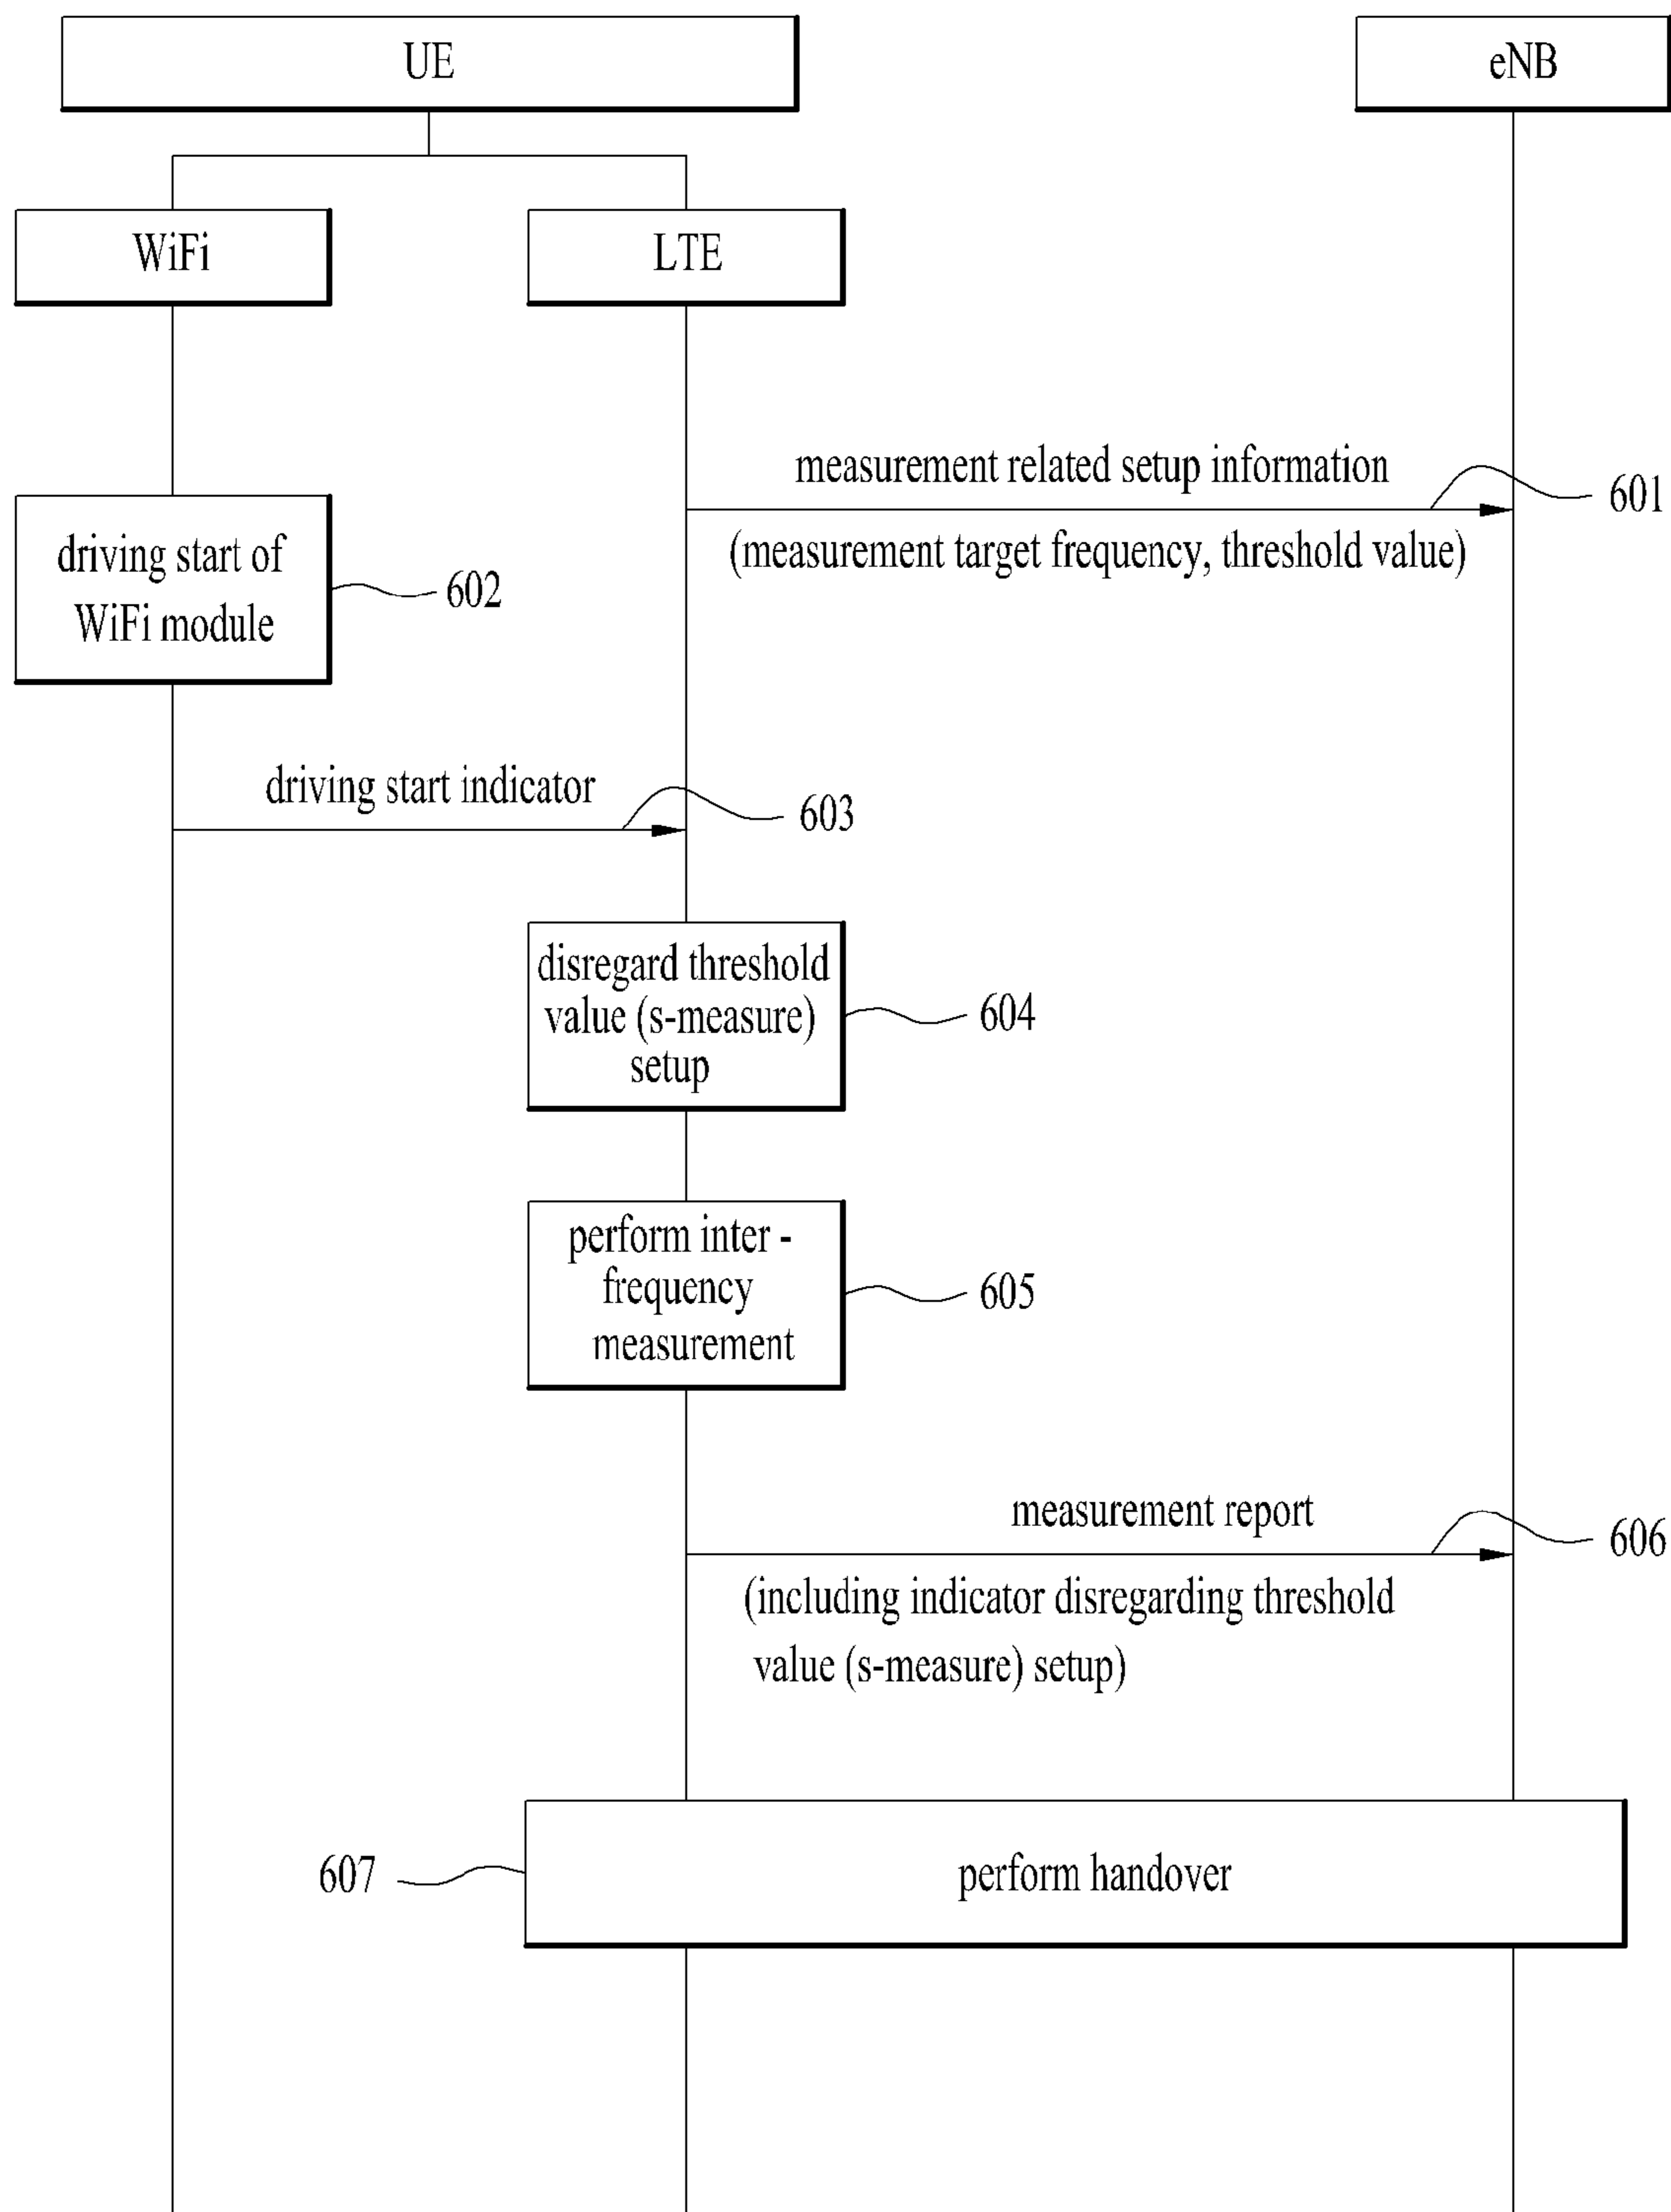 UE
eNB
WiFi
LTE
measurement related setup information
601
(measurement target frequency, threshold value)
driving start of
WiFi module
602
driving start indicator
603
disregard threshold
value (s-measure)
setup
604
perform inter -
frequency
measurement
605
measurement report
606
(including indicator disregarding threshold
value (s-measure) setup)
607
perform handover